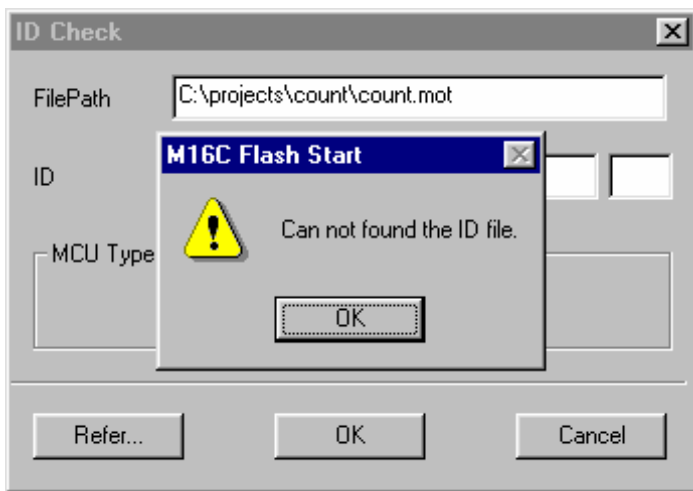 ID Check
FilePath
C:\projects\count\count.mot
M16C Flash Start
ID
Can not found the ID file.
MCU Type
OK
Refer...
OK
Cancel